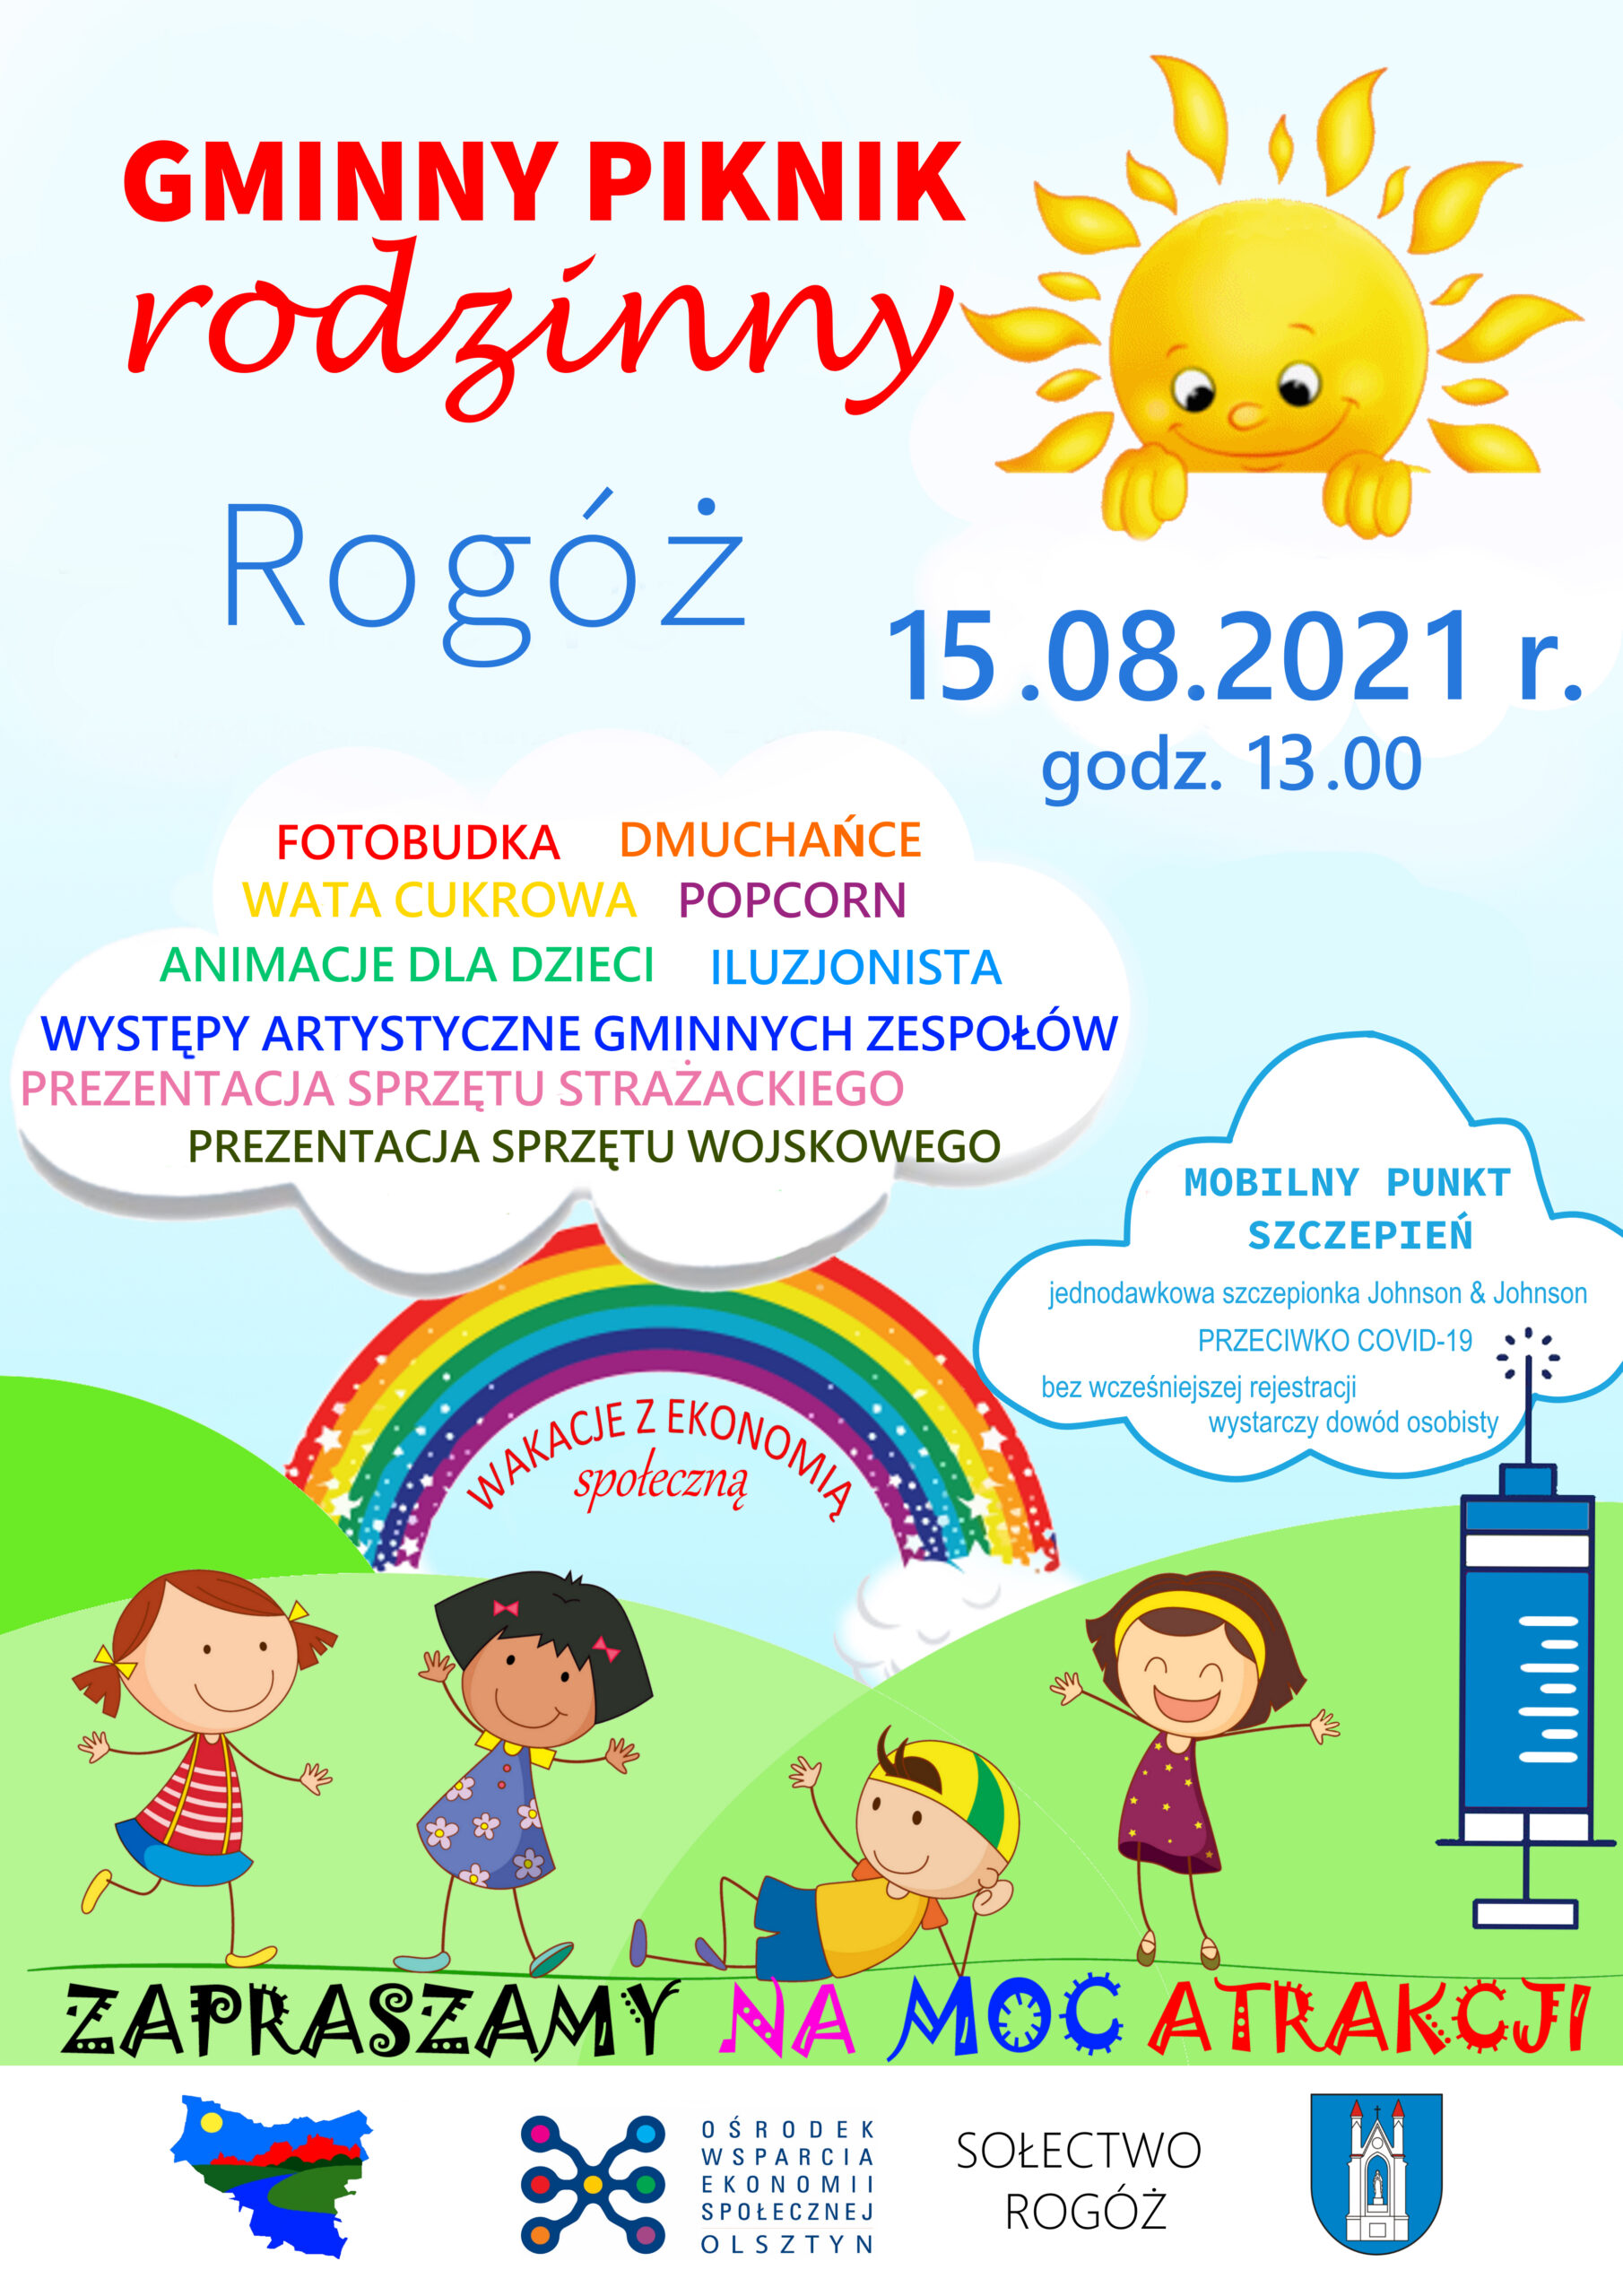 GMINNY PIKNIK
rodzinny
Rogóż
15.08.2021 r.
godz. 13.00
FOTOBUDKA DMUCHAŃCE
WATA CUKROWA POPCORN
ANIMACJE DLA DZIECI ILUZJONISTA
WYSTĘPY ARTYSTYCZNE GMINNYCH ZESPOŁÓW
PREZENTACJA SPRZĘTU STRAŻACKIEGO
PREZENTACJA SPRZĘTU WOJSKOWEGO
MOBILNY PUNKT
SZCZEPIEŃ
jednodawkowa szczepionka Johnson & Johnson
PRZECIWKO COVID-19
bez wcześniejszej rejestracji
wystarczy dowód osobisty
WAKACJE Z EKONOMIĄ
społeczną
ZAPRASZAMY NA MOC ATRAKCJI
OŚRODEK
WSPARCIA
EKONOMII
SPOŁECZNEJ
OLSZTYN
SOŁECTWO
ROGÓŻ